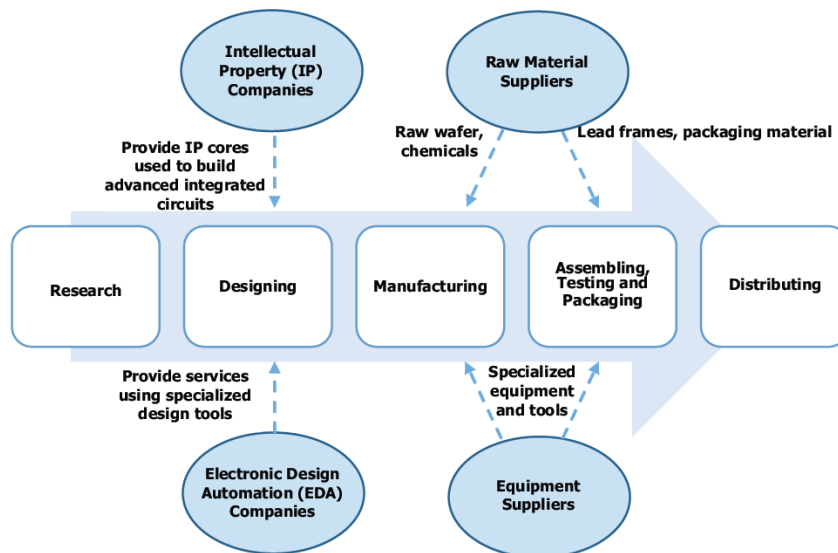 Intellectual
Property (IP)
Companies
Raw Material
Suppliers
Provide IP cores
used to build
advanced integrated
circuits
Raw wafer,
chemicals
Lead frames, packaging material
Research
Designing
Manufacturing
Assembling,
Testing and
Packaging
Distributing
Provide services
using specialized
design tools
Specialized
equipment
and tools
Electronic Design
Automation (EDA)
Companies
Equipment
Suppliers